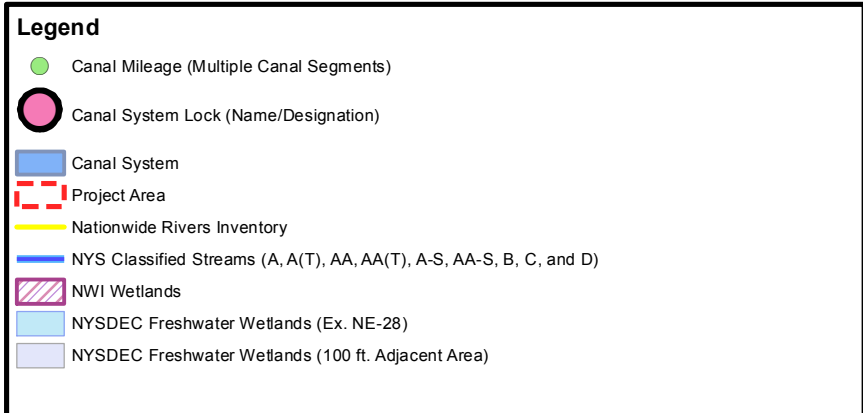 Legend
Canal Mileage (Multiple Canal Segments)
Canal System Lock (Name/Designation)
Canal System
Project Area
Nationwide Rivers Inventory
NYS Classified Streams (A, A(T), AA, AA(T), A-S, AA-S, B, C, and D)
NWI Wetlands
NYSDEC Freshwater Wetlands (Ex. NE-28)
NYSDEC Freshwater Wetlands (100 ft. Adjacent Area)